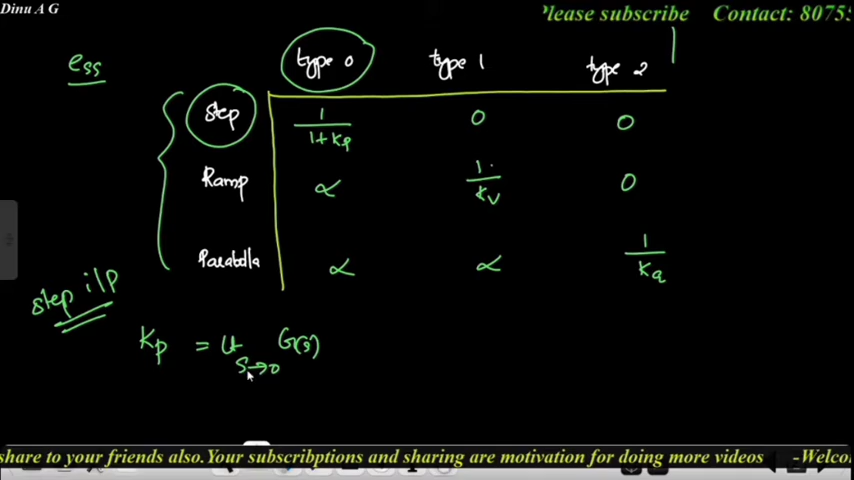 Dinu A G
Please subscribe Contact: 8075
ess type 0 type 1 type 2
Step 1/1+Kp 0 0
Ramp ∝ 1/Kv 0
Parabola ∝ ∝ 1/Ka
step i/p
Kp = Lt S→0 G(s)
share to your friends also.Your subscribptions and sharing are motivation for doing more videos -Welco